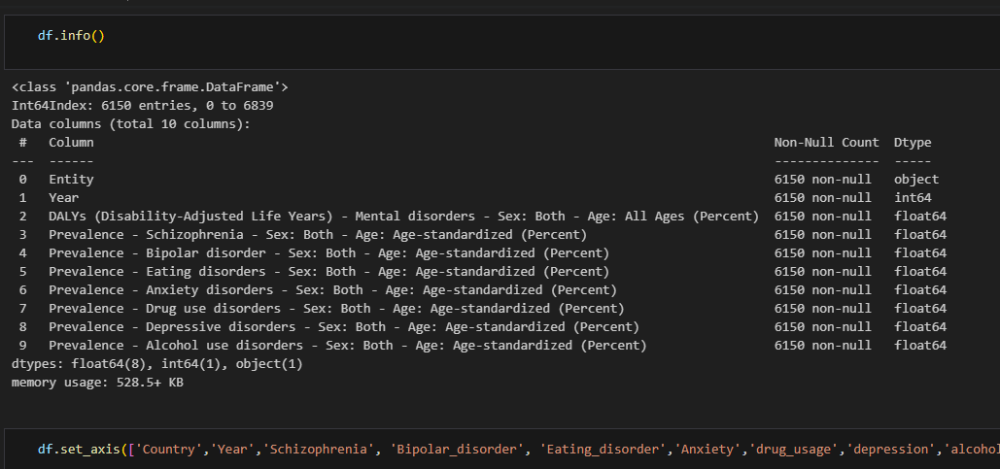 df.info()
<class 'pandas.core.frame.DataFrame'>
Int64Index: 6150 entries, 0 to 6839
Data columns (total 10 columns):
 #   Column                                                                                       Non-Null Count  Dtype
---  ------                                                                                       --------------  -----
 0   Entity                                                                                       6150 non-null   object
 1   Year                                                                                         6150 non-null   int64
 2   DALYs (Disability-Adjusted Life Years) - Mental disorders - Sex: Both - Age: All Ages (Percent)  6150 non-null   float64
 3   Prevalence - Schizophrenia - Sex: Both - Age: Age-standardized (Percent)                     6150 non-null   float64
 4   Prevalence - Bipolar disorder - Sex: Both - Age: Age-standardized (Percent)                  6150 non-null   float64
 5   Prevalence - Eating disorders - Sex: Both - Age: Age-standardized (Percent)                  6150 non-null   float64
 6   Prevalence - Anxiety disorders - Sex: Both - Age: Age-standardized (Percent)                 6150 non-null   float64
 7   Prevalence - Drug use disorders - Sex: Both - Age: Age-standardized (Percent)                6150 non-null   float64
 8   Prevalence - Depressive disorders - Sex: Both - Age: Age-standardized (Percent)              6150 non-null   float64
 9   Prevalence - Alcohol use disorders - Sex: Both - Age: Age-standardized (Percent)             6150 non-null   float64
dtypes: float64(8), int64(1), object(1)
memory usage: 528.5+ KB
df.set_axis(['Country','Year','Schizophrenia', 'Bipolar_disorder', 'Eating_disorder','Anxiety','drug_usage','depression','alcohol